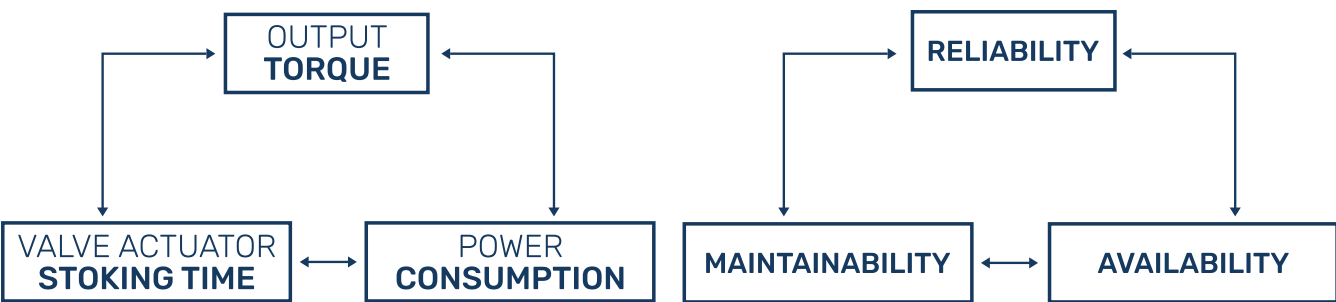 OUTPUT
TORQUE
VALVE ACTUATOR
STOKING TIME
POWER
CONSUMPTION
RELIABILITY
MAINTAINABILITY
AVAILABILITY